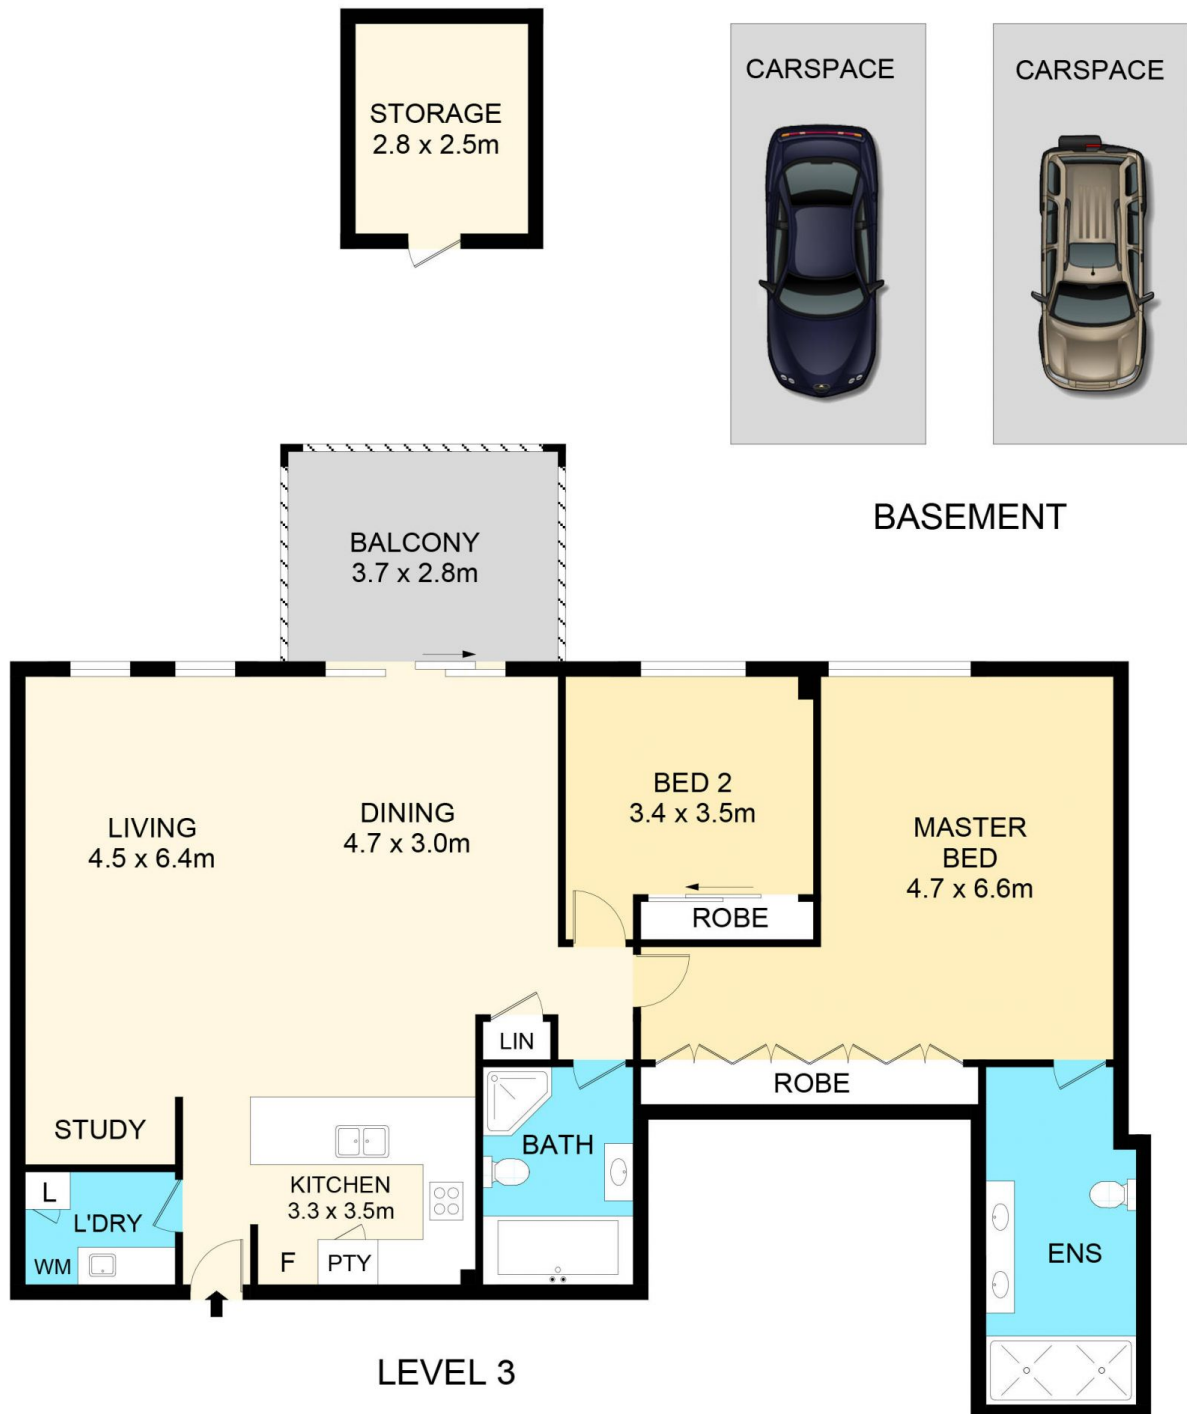 STORAGE
2.8 x 2.5m
CARSPACE
CARSPACE
BASEMENT
BALCONY
3.7 x 2.8m
LIVING
4.5 x 6.4m
DINING
4.7 x 3.0m
BED 2
3.4 x 3.5m
ROBE
MASTER
BED
4.7 x 6.6m
LIN
ROBE
STUDY
BATH
KITCHEN
3.3 x 3.5m
L
L'DRY
WM
F
PTY
ENS
LEVEL 3